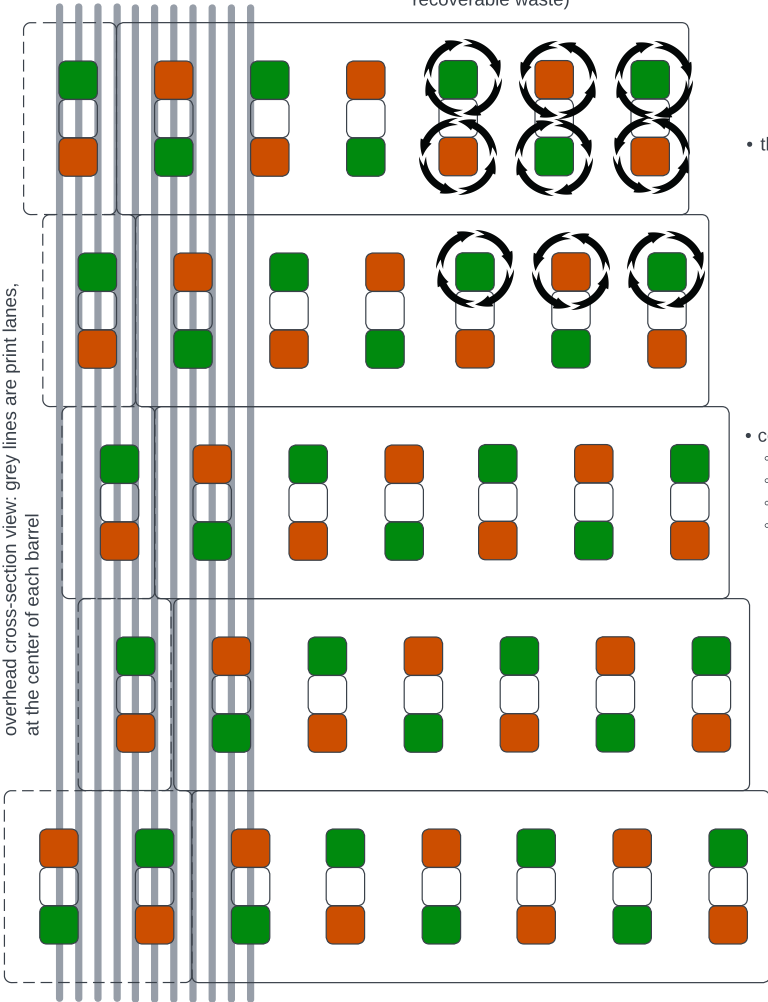 recoverable waste)
overhead cross-section view: grey lines are print lanes,
at the center of each barrel